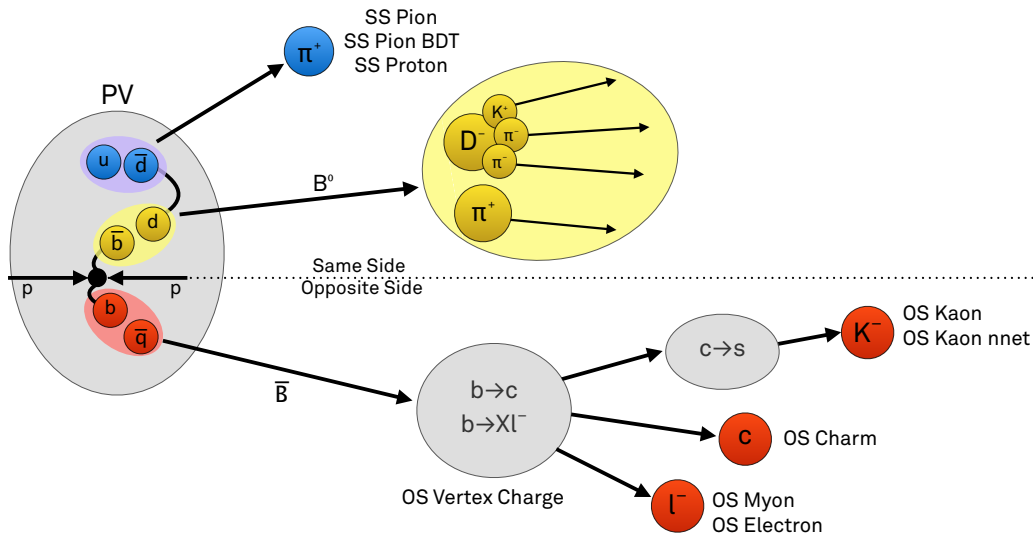 SS Pion
SS Pion BDT
SS Proton
π⁺
PV
u
d̅
d
b̅
B⁰
D⁻
K⁺
π⁻
π⁻
π⁺
Same Side
Opposite Side
p
p
b
q̅
B̅
b→c
b→Xl⁻
OS Vertex Charge
c→s
K⁻
OS Kaon
OS Kaon nnet
c
OS Charm
l⁻
OS Myon
OS Electron